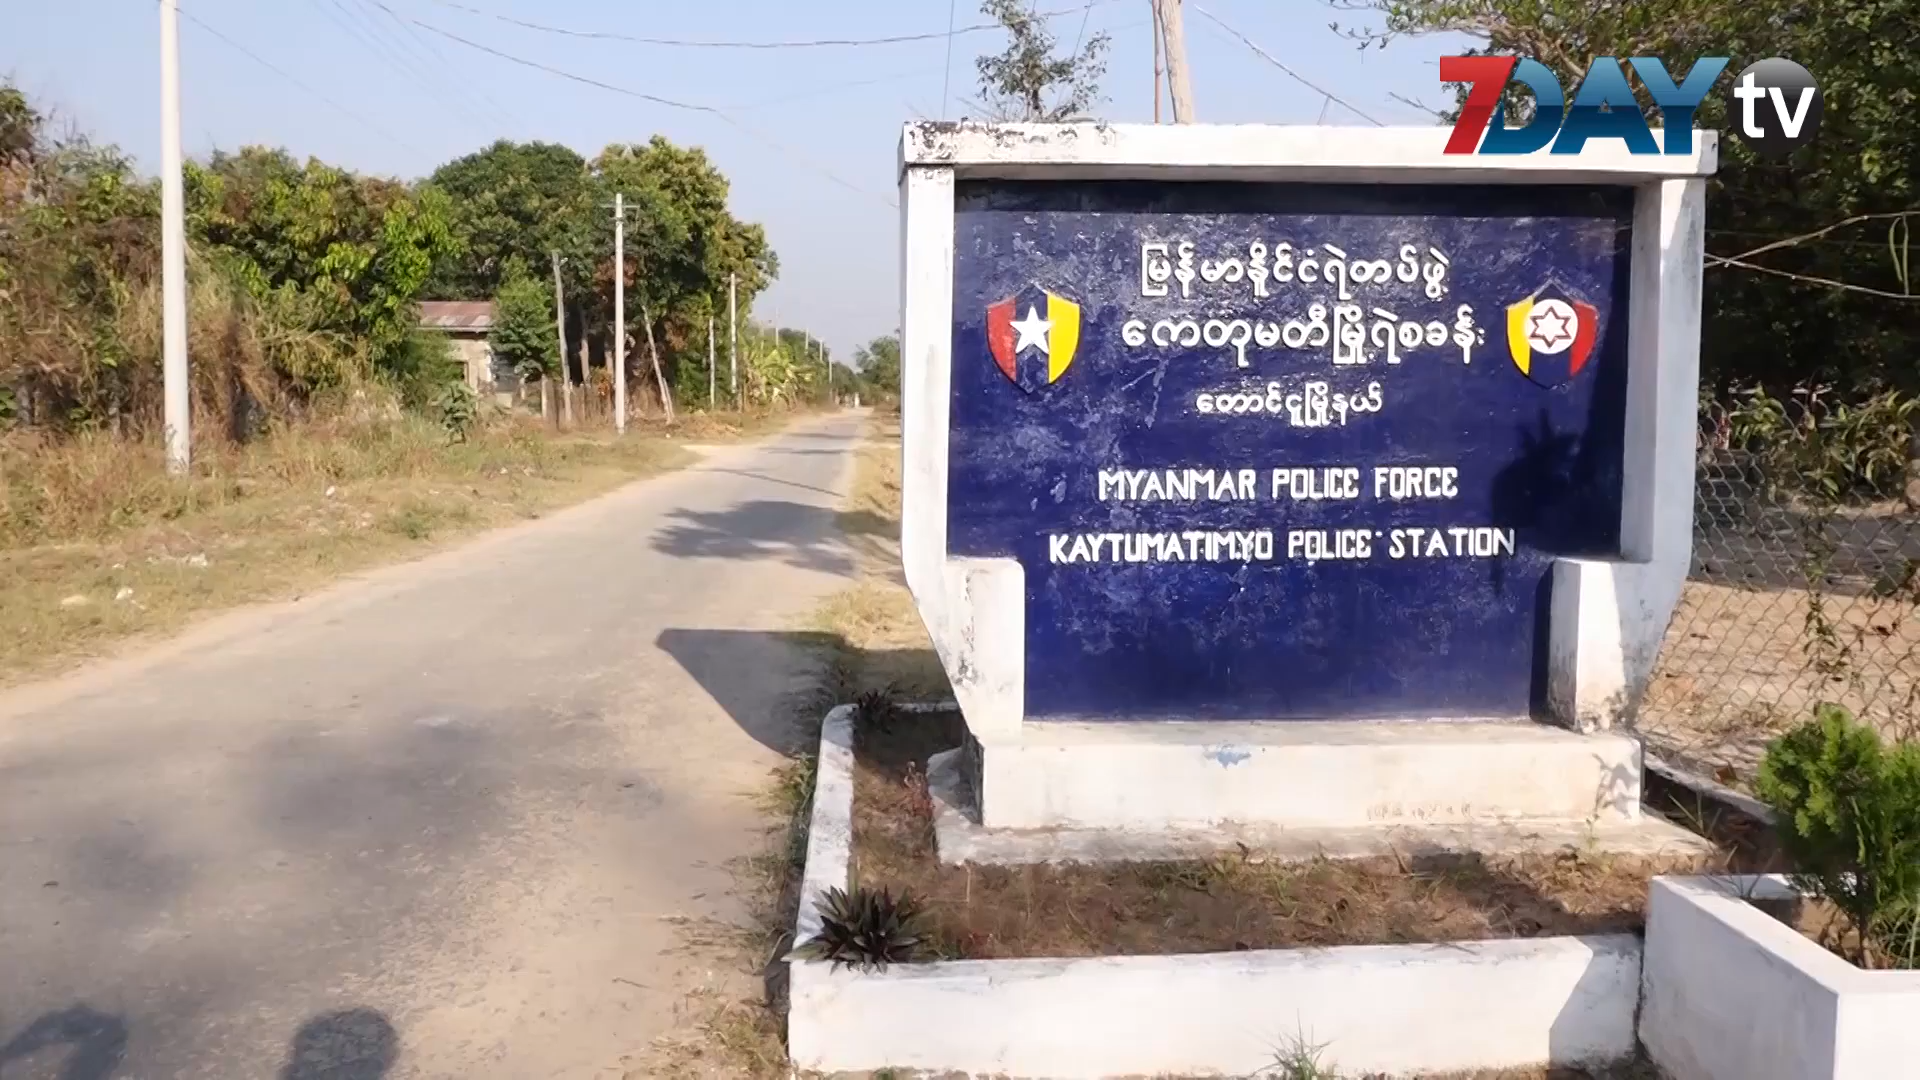 7DAY tv
မြန်မာနိုင်ငံရဲတပ်ဖွဲ့
ကေတုမတီမြို့ရဲစခန်း
တောင်ငူမြို့နယ်
MYANMAR POLICE FORCE
KAYTUMATIMYO POLICE STATION